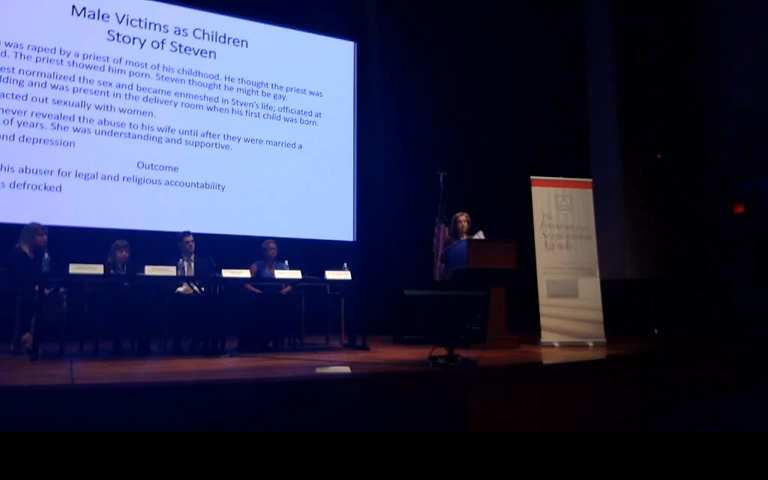 Male Victims as Children
Story of Steven
was raped by a priest of most of his childhood. He thought the priest was
d. The priest showed him porn. Steven thought he might be gay.
est normalized the sex and became enmeshed in Stven's life; officiated at
dding and was present in the delivery room when his first child was born.
acted out sexually with women.
never revealed the abuse to his wife until after they were married a
of years. She was understanding and supportive.
nd depression
Outcome
his abuser for legal and religious accountability
s defrocked